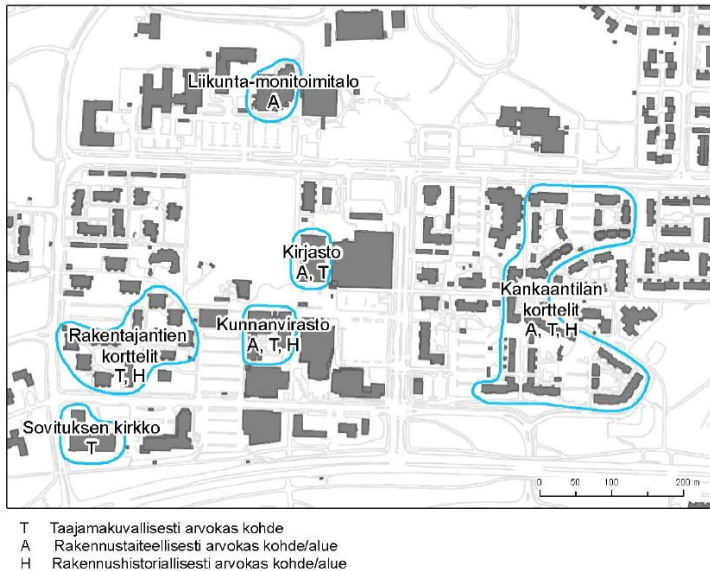 Liikunta-monitoimitalo
A
Kirjasto
A, T
Kankaantilan
korttelit
A, T, H
Kunnanvirasto
A, T, H
Rakentajantien
korttelit
T, H
Sovituksen kirkko
T
0 50 100 200 m
T Taajamakuvallisesti arvokas kohde
A Rakennustaiteellisesti arvokas kohde/alue
H Rakennushistoriallisesti arvokas kohde/alue